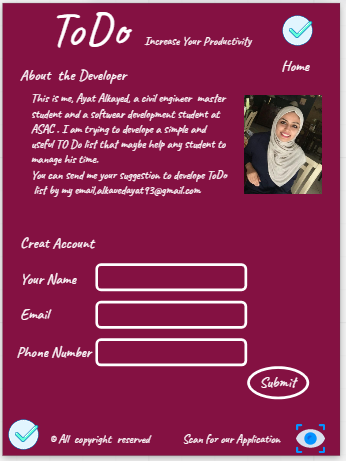 ToDo
Increase Your Productivity
Home
About the Developer
This is me, Ayat Alkayed, a civil engineer master
student and a softwear development student at
ASAC . I am trying to develope a simple and
useful TO Do list that maybe help any student to
manage his time.
You can send me your suggestion to develope ToDo
list by my email,alkavedayat93@gmail.com
Creat Account
Your Name
Email
Phone Number
Submit
© All copyright reserved
Scan For our Application